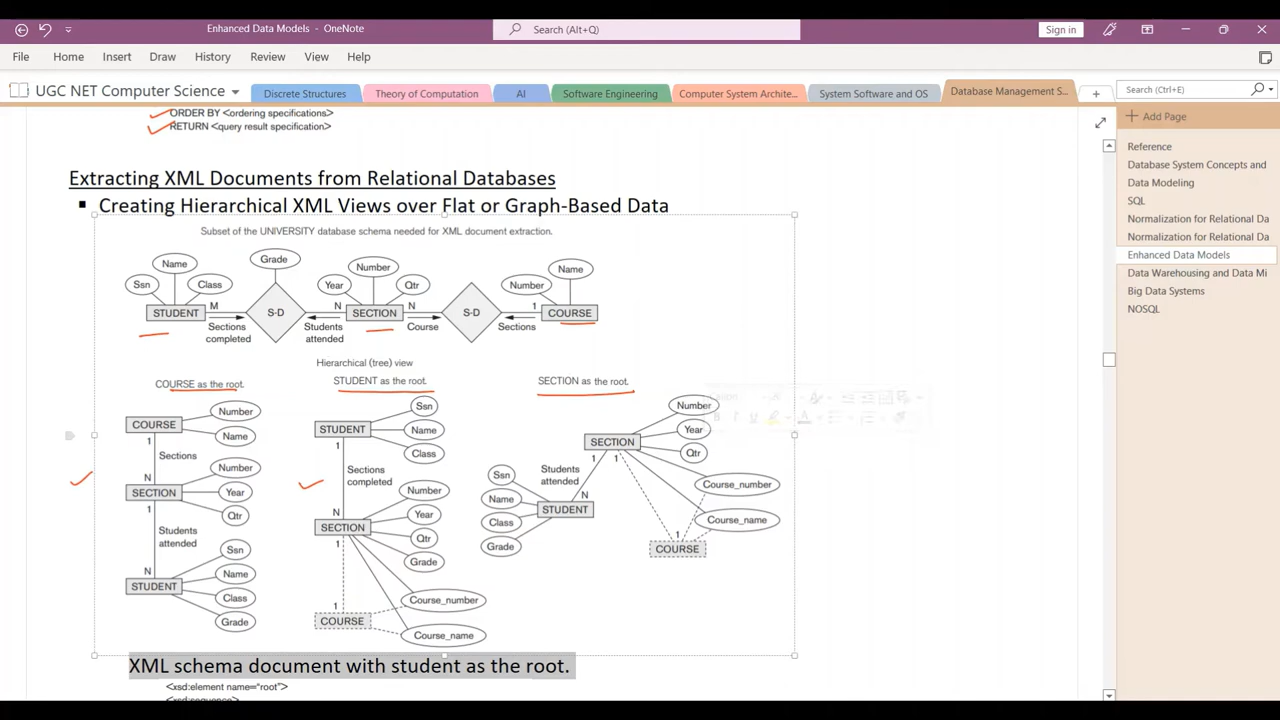 Enhanced Data Models - OneNote
Search (Alt+Q)
Sign in
File Home Insert Draw History Review View Help
UGC NET Computer Science
Discrete Structures
Theory of Computation
AI
Software Engineering
Computer System Archite...
System Software and OS
Database Management S...
Search (Ctrl+E)
Add Page
Reference
Database System Concepts and
Data Modeling
SQL
Normalization for Relational Da
Normalization for Relational Da
Enhanced Data Models
Data Warehousing and Data Mi
Big Data Systems
NOSQL
ORDER BY <ordering specifications>
RETURN <query result specification>
Extracting XML Documents from Relational Databases
▪ Creating Hierarchical XML Views over Flat or Graph-Based Data
Subset of the UNIVERSITY database schema needed for XML document extraction.
Ssn Name Class Grade Year Number Qtr Number Name
STUDENT M S-D N SECTION N S-D 1 COURSE
Sections completed
Students attended
Course
Sections
Hierarchical (tree) view
COURSE as the root.
COURSE
Number
Name
1
Sections
N
SECTION
Number
Year
Qtr
1
Students attended
N
STUDENT
Ssn
Name
Class
Grade
STUDENT as the root.
STUDENT
Ssn
Name
Class
1
Sections completed
N
SECTION
Number
Year
Qtr
Grade
1
1
COURSE
Course_number
Course_name
SECTION as the root.
SECTION
Number
Year
Qtr
Course_number
Course_name
1 1
Students attended
N
STUDENT
Ssn
Name
Class
Grade
1
COURSE
XML schema document with student as the root.
<xsd:element name="root">
<xsd:sequence>